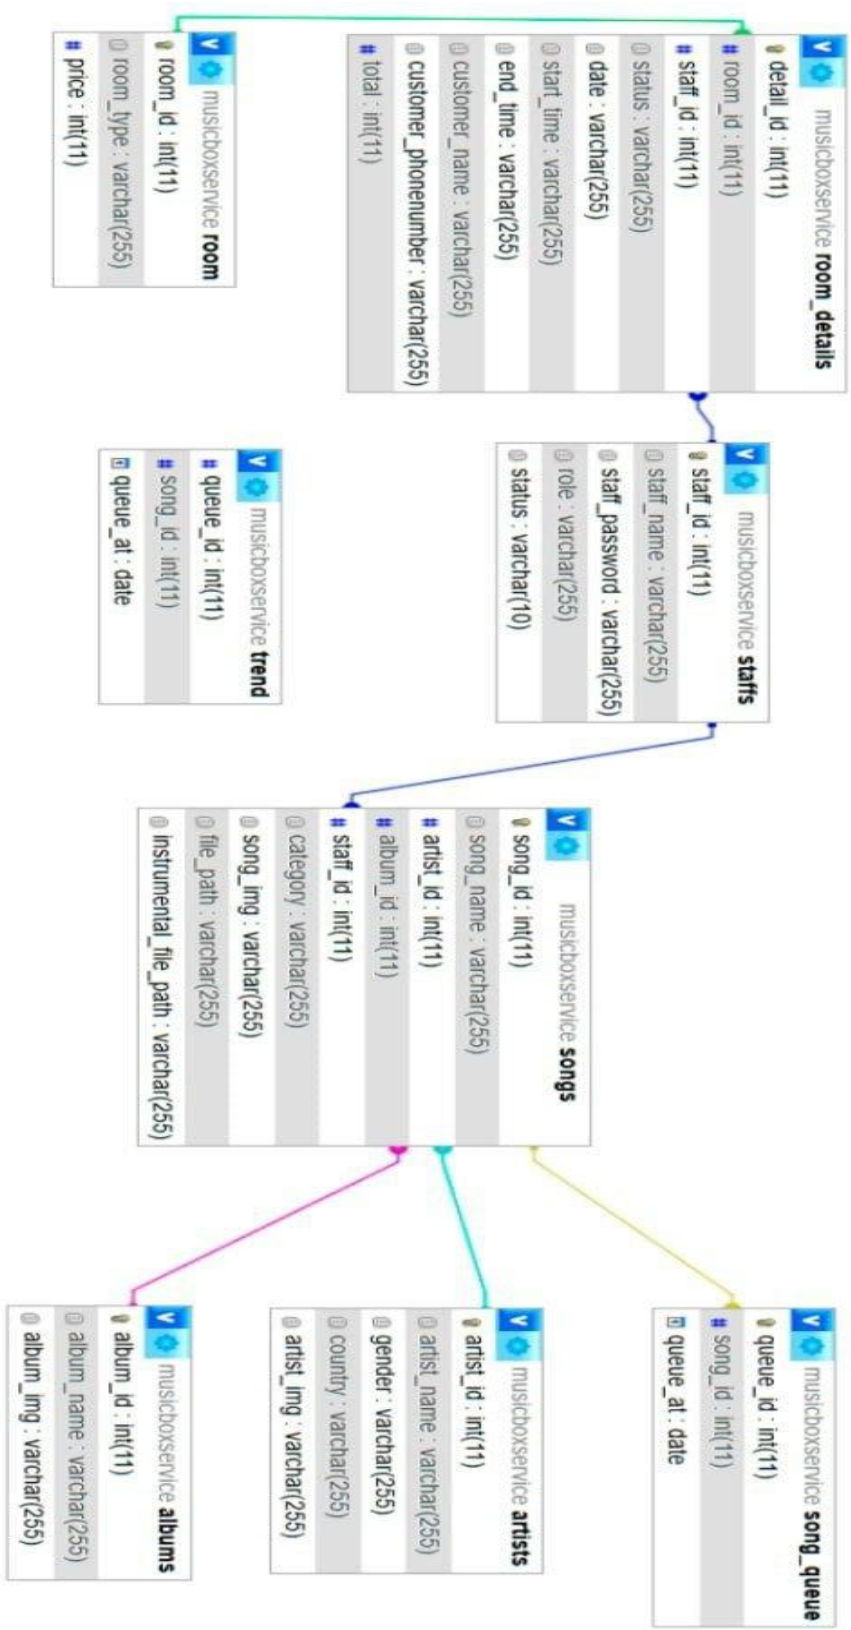 musicboxservice room_details
detail_id : int(11)
room_id : int(11)
staff_id : int(11)
status : varchar(255)
date : varchar(255)
start_time : varchar(255)
end_time : varchar(255)
customer_name : varchar(255)
customer_phonenumber : varchar(255)
total : int(11)
musicboxservice room
room_id : int(11)
room_type : varchar(255)
price : int(11)
musicboxservice staffs
staff_id : int(11)
staff_name : varchar(255)
staff_password : varchar(255)
role : varchar(255)
status : varchar(10)
musicboxservice trend
queue_id : int(11)
song_id : int(11)
queue_at : date
musicboxservice songs
song_id : int(11)
song_name : varchar(255)
artist_id : int(11)
album_id : int(11)
staff_id : int(11)
category : varchar(255)
song_img : varchar(255)
file_path : varchar(255)
instrumental_file_path : varchar(255)
musicboxservice song_queue
queue_id : int(11)
song_id : int(11)
queue_at : date
musicboxservice artists
artist_id : int(11)
artist_name : varchar(255)
gender : varchar(255)
country : varchar(255)
artist_img : varchar(255)
musicboxservice albums
album_id : int(11)
album_name : varchar(255)
album_img : varchar(255)